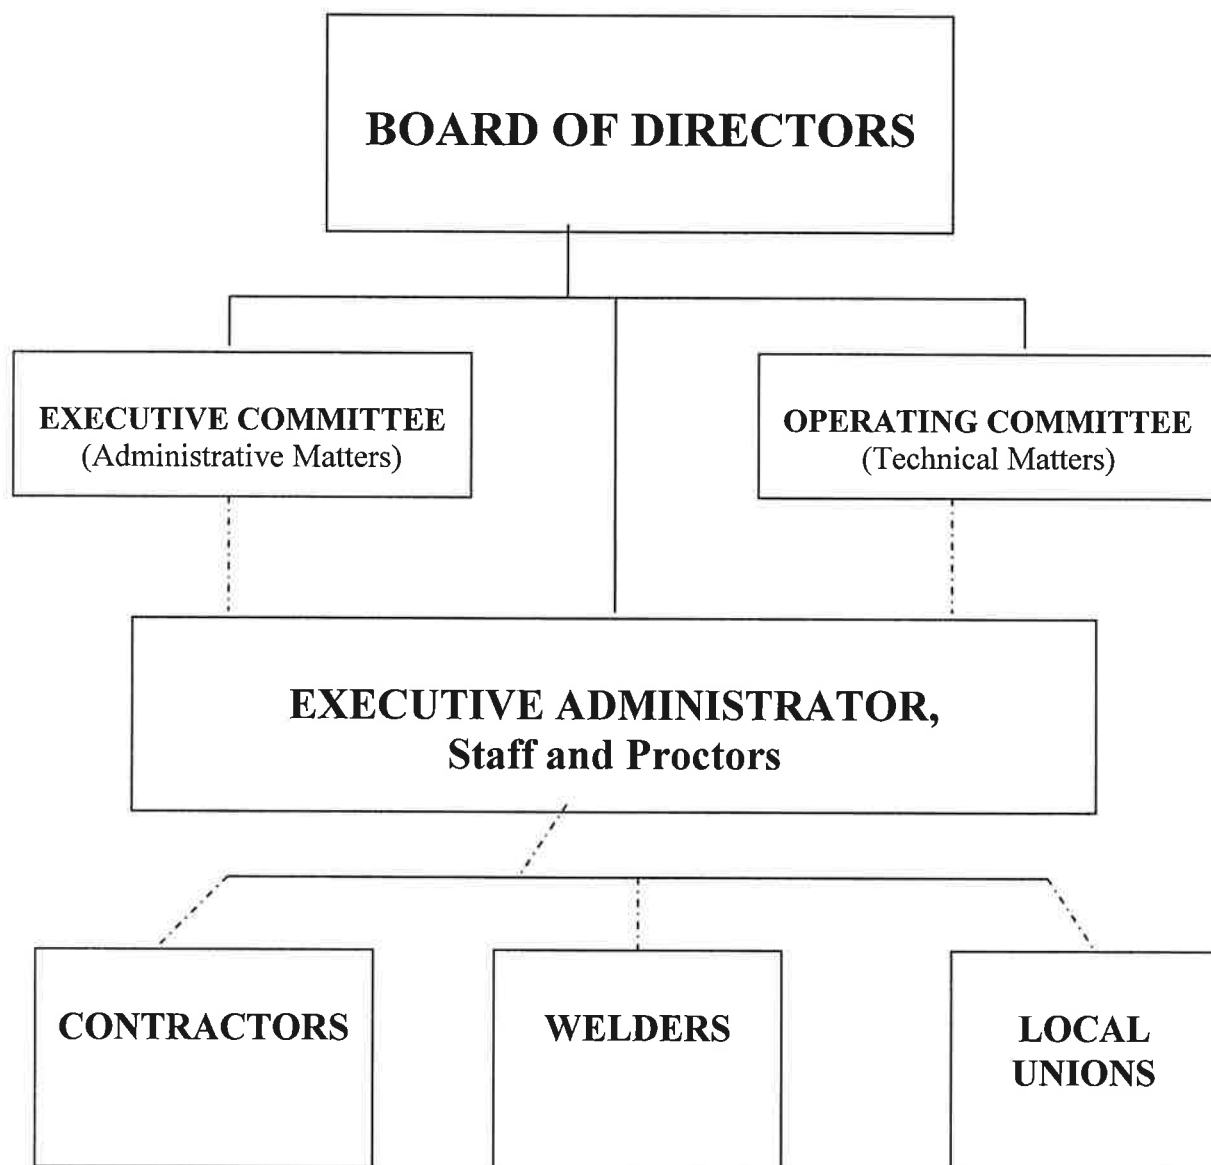 BOARD OF DIRECTORS
EXECUTIVE COMMITTEE
(Administrative Matters)
OPERATING COMMITTEE
(Technical Matters)
EXECUTIVE ADMINISTRATOR,
Staff and Proctors
CONTRACTORS
WELDERS
LOCAL
UNIONS